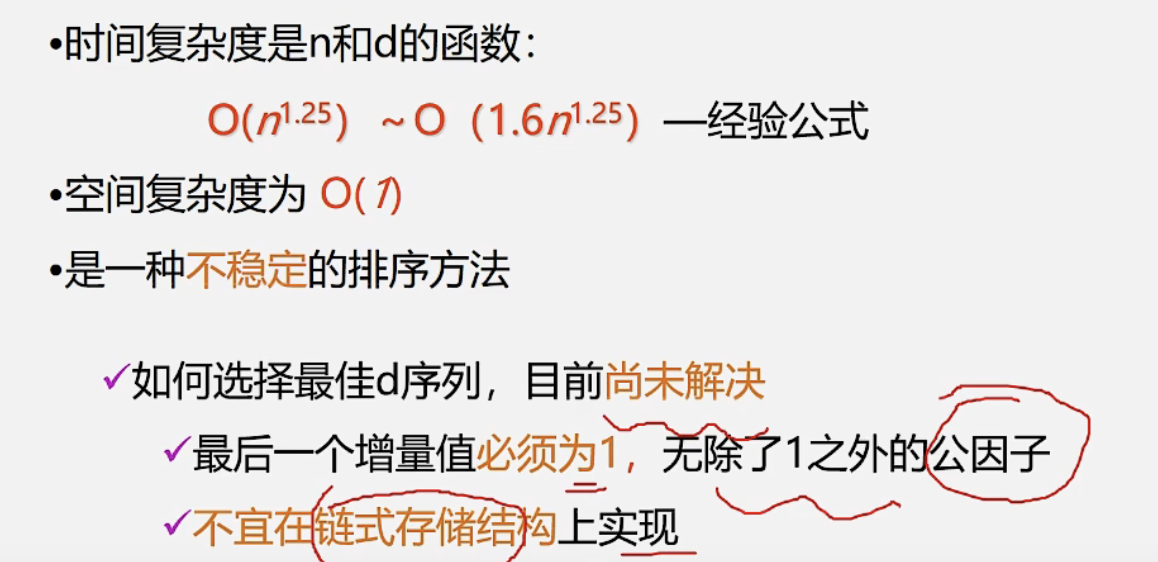 •时间复杂度是n和d的函数：
O(n^1.25) ~O（1.6n^1.25）—经验公式
•空间复杂度为 O(1)
•是一种不稳定的排序方法
✓如何选择最佳d序列，目前尚未解决
✓最后一个增量值必须为1，无除了1之外的公因子
✓不宜在链式存储结构上实现